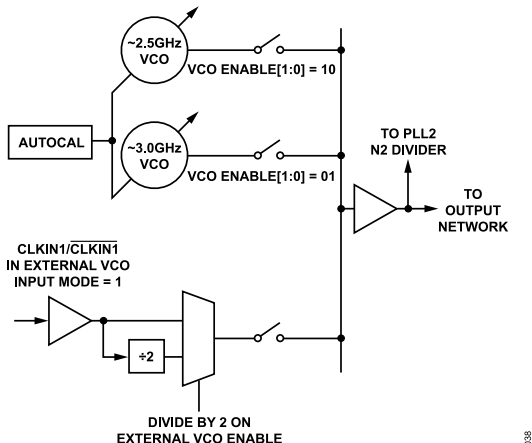 ~2.5GHz
VCO
VCO ENABLE[1:0] = 10
AUTOCAL
~3.0GHz
VCO
VCO ENABLE[1:0] = 01
TO PLL2
N2 DIVIDER
TO
OUTPUT
NETWORK
CLKIN1/CLKIN1
IN EXTERNAL VCO
INPUT MODE = 1
÷2
DIVIDE BY 2 ON
EXTERNAL VCO ENABLE
038